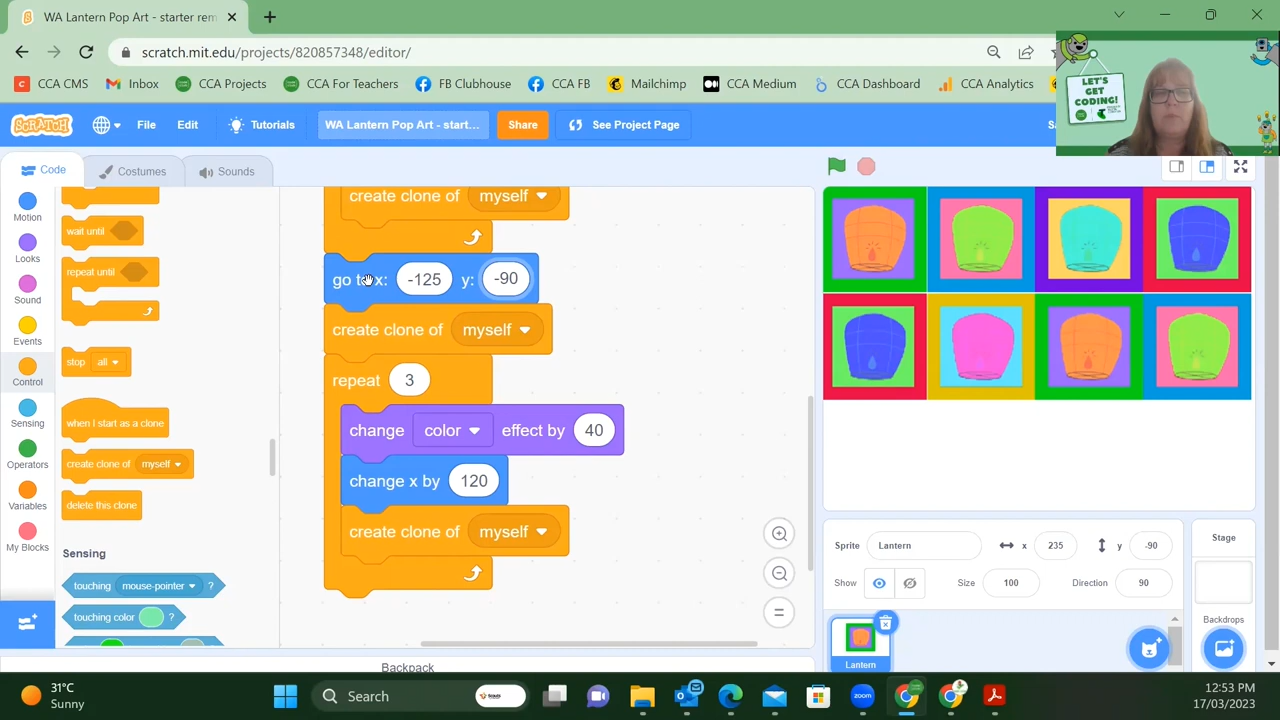 WA Lantern Pop Art - starter rem
scratch.mit.edu/projects/820857348/editor/
CCA CMS
Inbox
CCA Projects
CCA For Teachers
FB Clubhouse
CCA FB
Mailchimp
CCA Medium
CCA Dashboard
CCA Analytics
LET'S
GET
CODING!
SCRATCH
File
Edit
Tutorials
WA Lantern Pop Art - start...
Share
See Project Page
Sa
Code
Costumes
Sounds
Motion
Looks
Sound
Events
Control
Sensing
Operators
Variables
My Blocks
wait until
repeat until
stop all
when I start as a clone
create clone of myself
delete this clone
Sensing
touching mouse-pointer ?
touching color ?
create clone of myself
go to x: -125 y: -90
create clone of myself
repeat 3
change color effect by 40
change x by 120
create clone of myself
Backpack
Sprite Lantern x 235 y -90
Show Size 100 Direction 90
Lantern
Stage
Backdrops
31°C
Sunny
Search
zoom
12:53 PM
17/03/2023